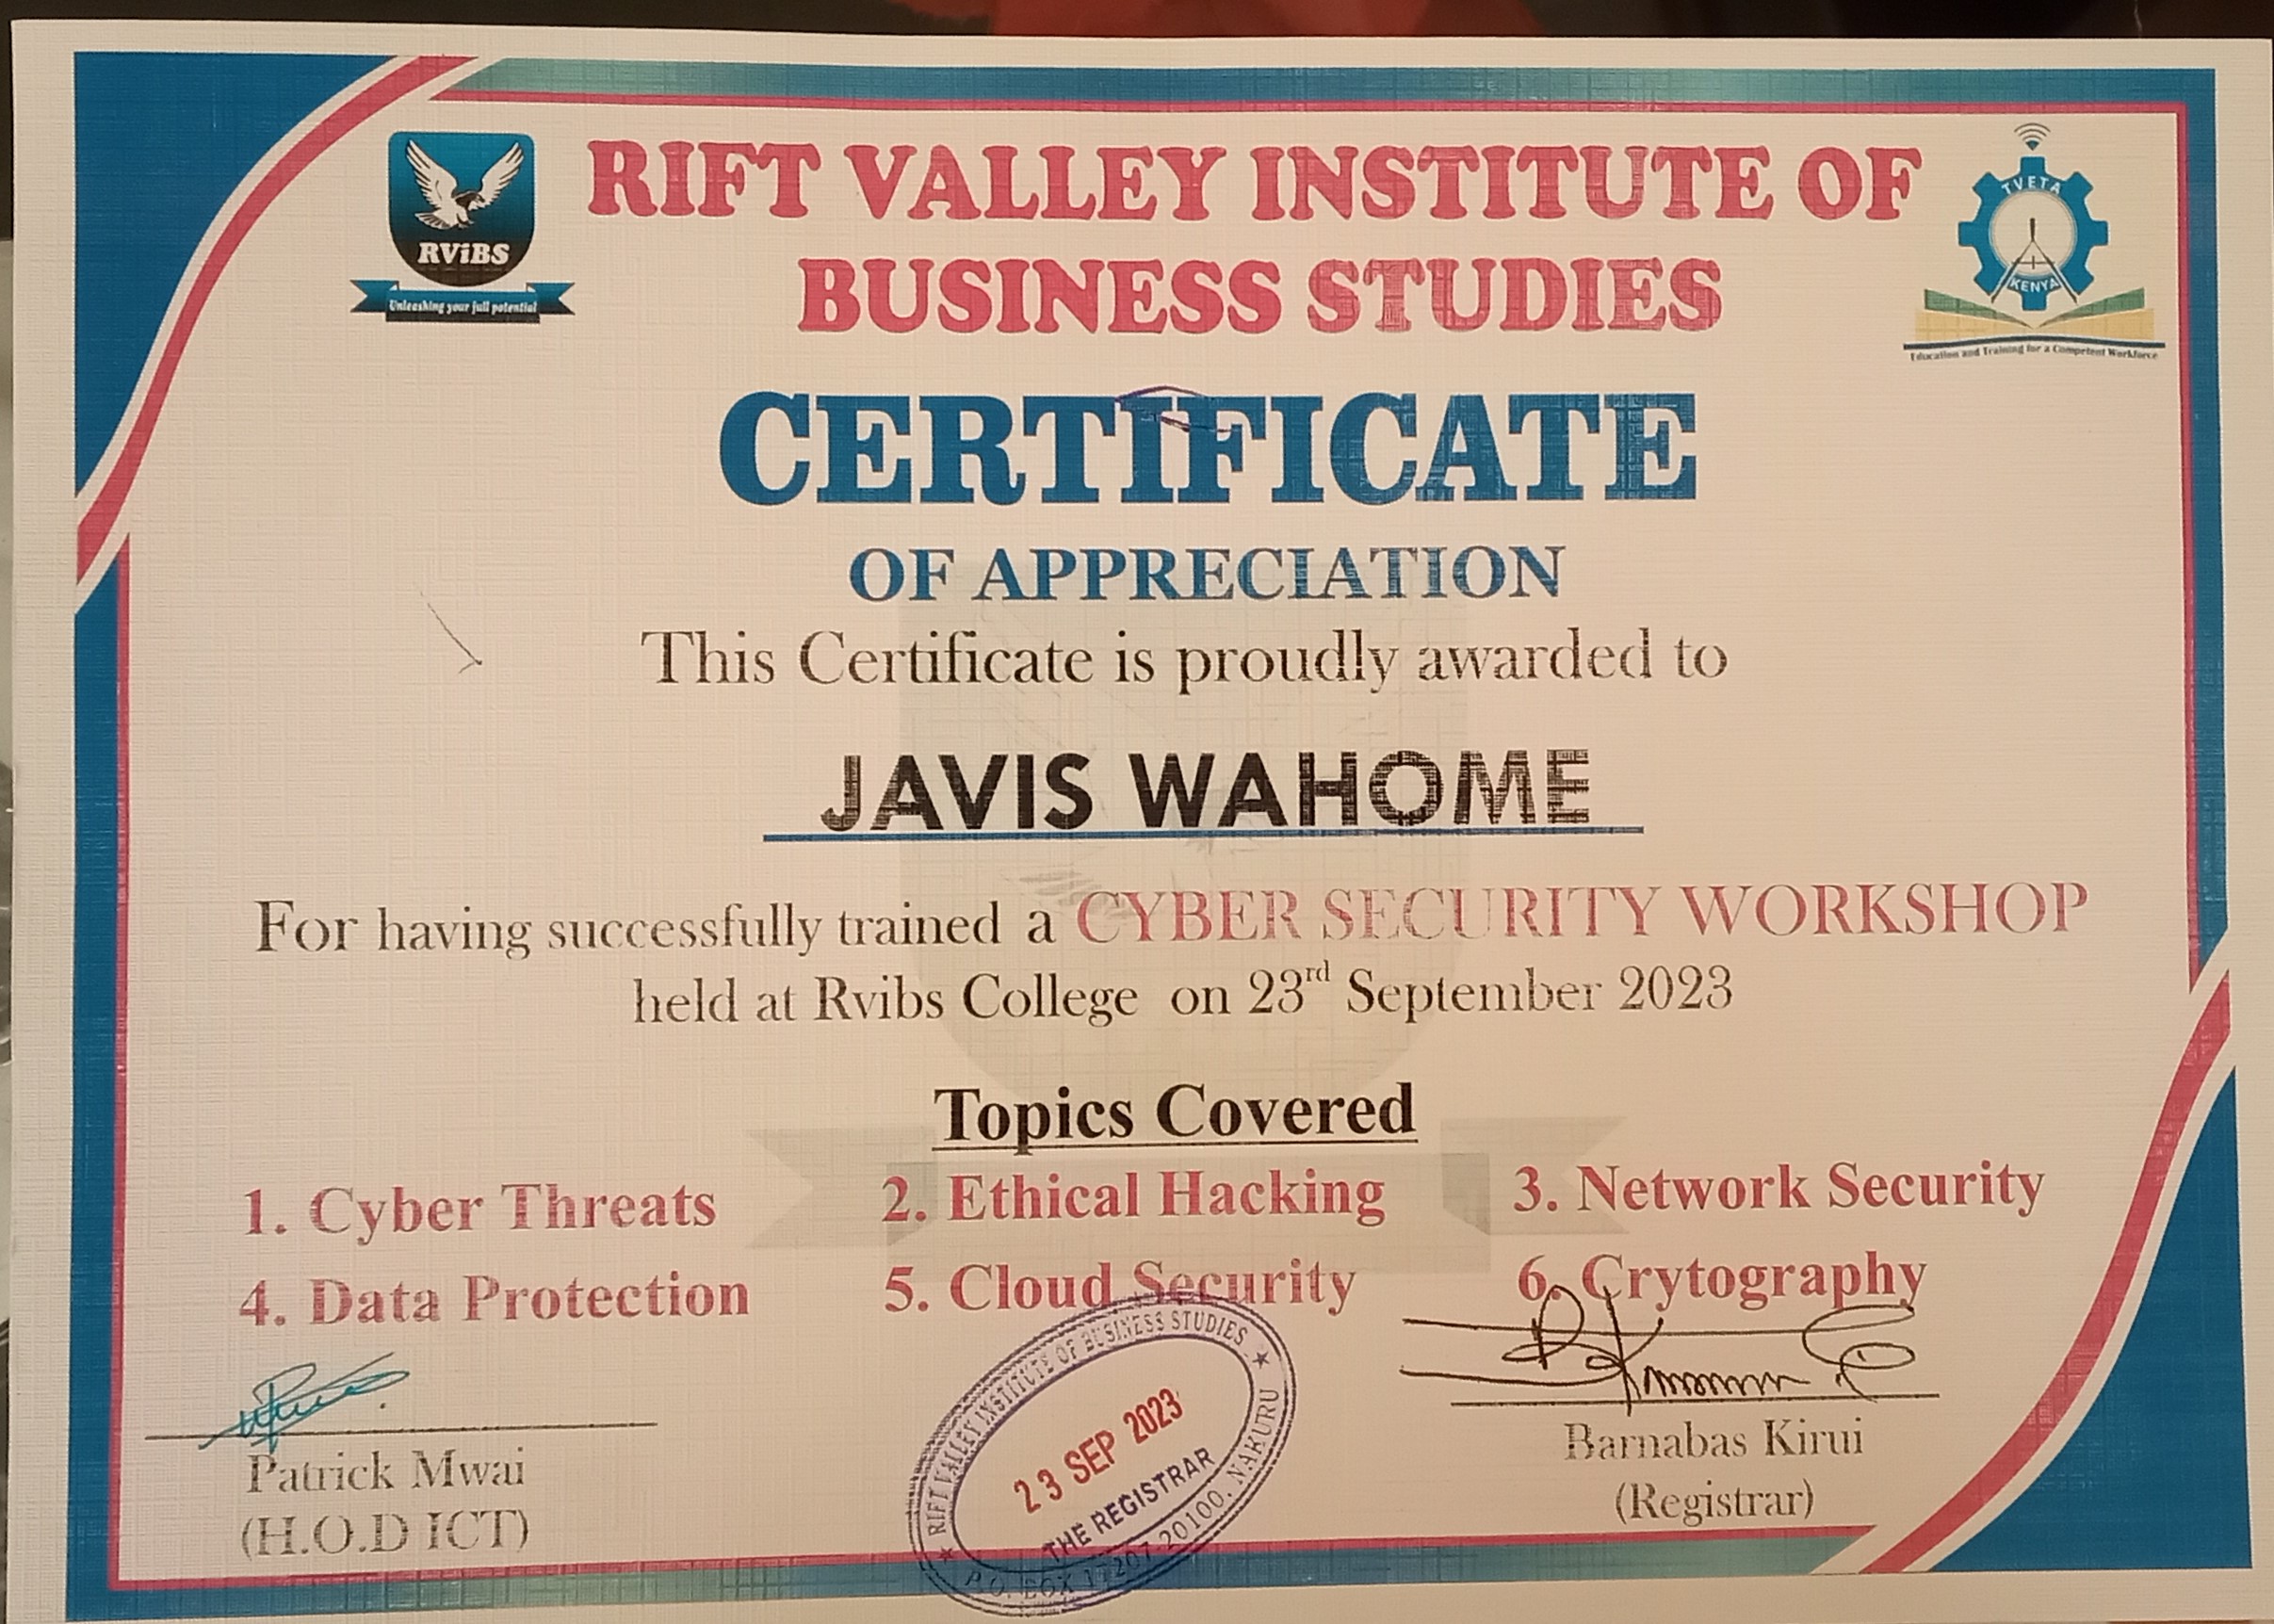 RViBS
Unleashing your full potential
RIFT VALLEY INSTITUTE OF
BUSINESS STUDIES
TVETA
KENYA
Education and Training for a Competent Workforce
CERTIFICATE
OF APPRECIATION
This Certificate is proudly awarded to
JAVIS WAHOME
For having successfully trained a CYBER SECURITY WORKSHOP
held at Rvibs College on 23rd September 2023
Topics Covered
1. Cyber Threats 2. Ethical Hacking 3. Network Security
4. Data Protection 5. Cloud Security 6. Crytography
Patrick Mwai
(H.O.D ICT)
RIFT VALLEY INSTITUTE OF BUSINESS STUDIES
23 SEP 2023
THE REGISTRAR
P.O. BOX 17207-20100, NAKURU
Barnabas Kirui
(Registrar)